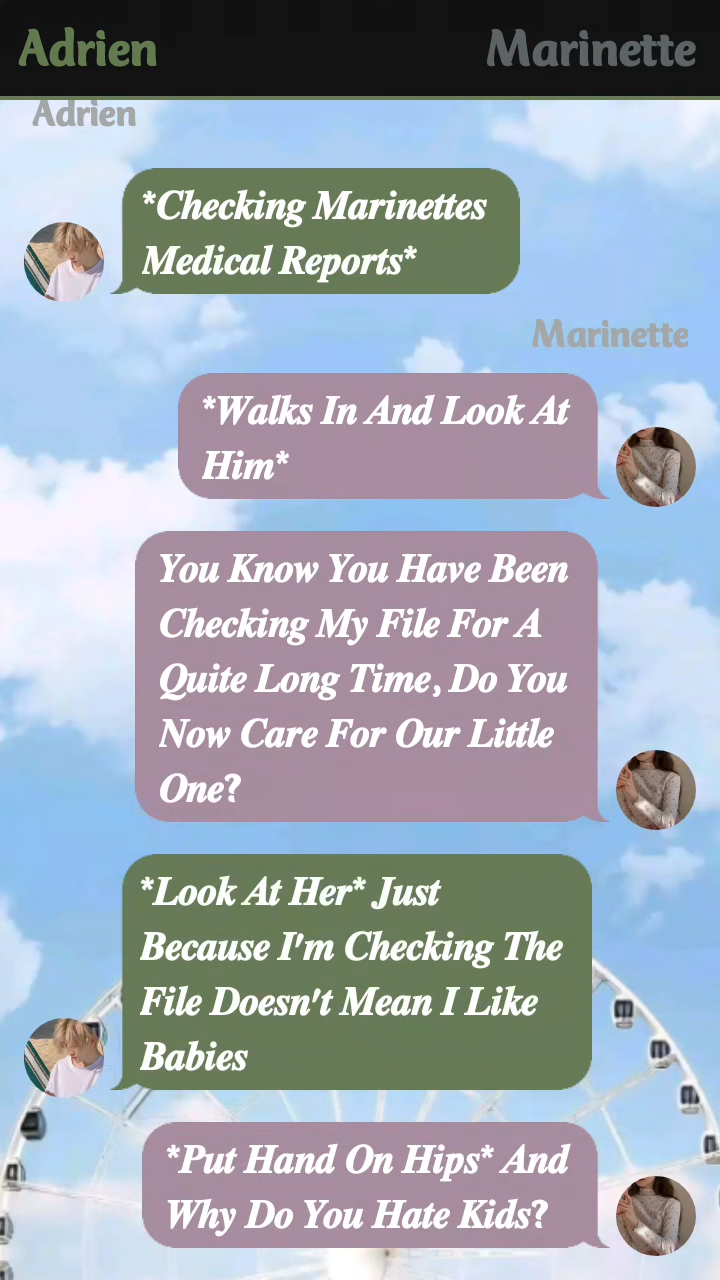 Adrien
Marinette
Adrien
*Checking Marinettes
Medical Reports*
Marinette
*Walks In And Look At
Him*
You Know You Have Been
Checking My File For A
Quite Long Time, Do You
Now Care For Our Little
One?
*Look At Her* Just
Because I'm Checking The
File Doesn't Mean I Like
Babies
*Put Hand On Hips* And
Why Do You Hate Kids?